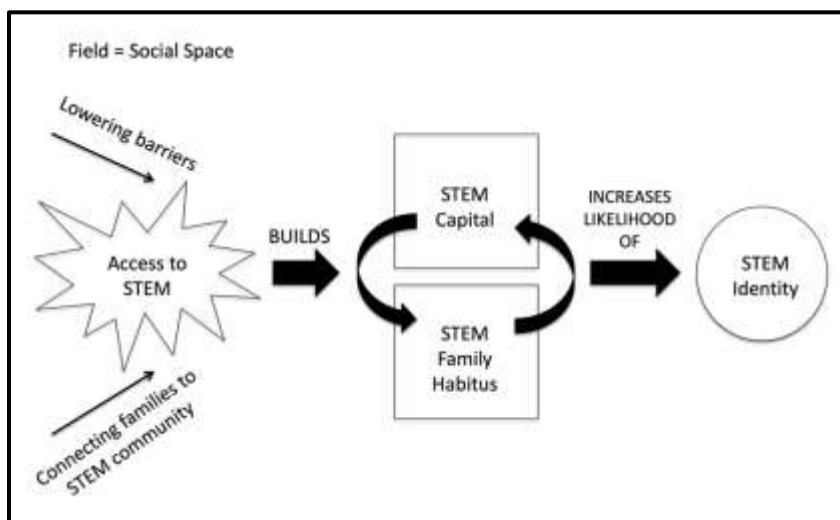 Field = Social Space
Lowering barriers
Access to
STEM
Connecting families to
STEM community
BUILDS
STEM
Capital
STEM
Family
Habitus
INCREASES
LIKELIHOOD
OF
STEM
Identity